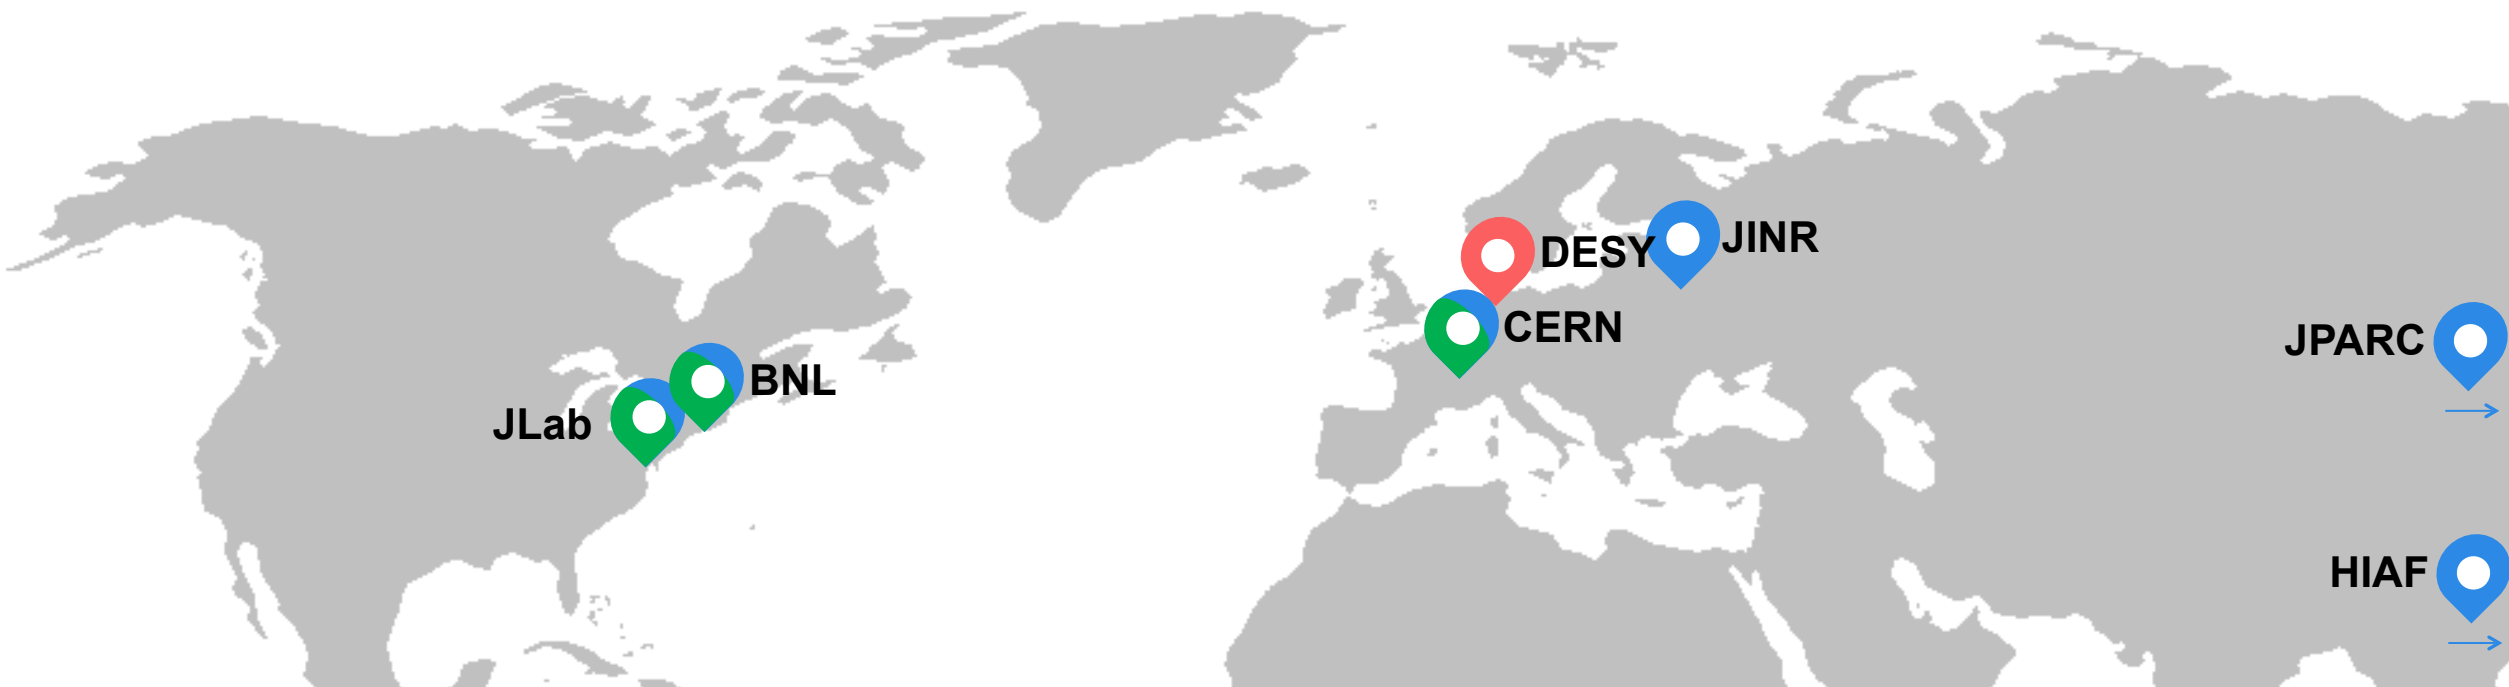 JINR
DESY
CERN
JPARC
BNL
JLab
HIAF